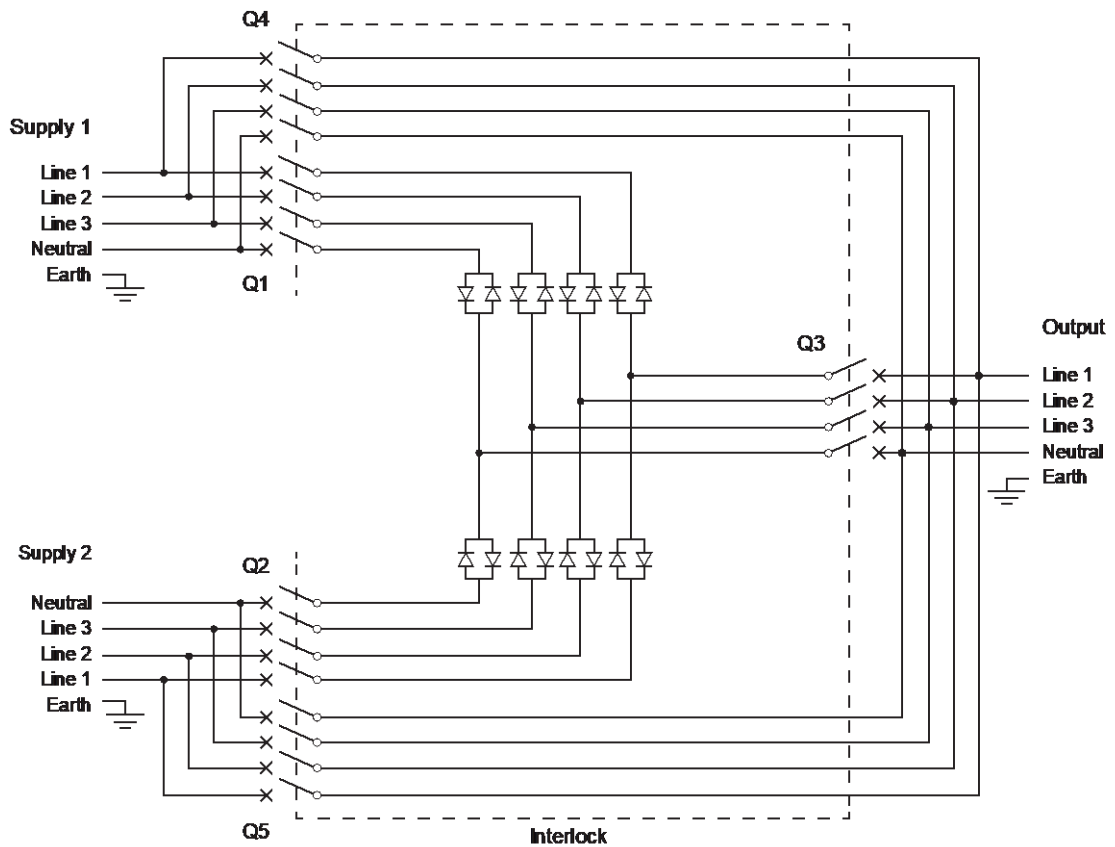 Q4
Supply 1
Line 1
Line 2
Line 3
Neutral
Earth
Q1
Q3
Output
Line 1
Line 2
Line 3
Neutral
Earth
Supply 2
Q2
Neutral
Line 3
Line 2
Line 1
Earth
Q5
Interlock